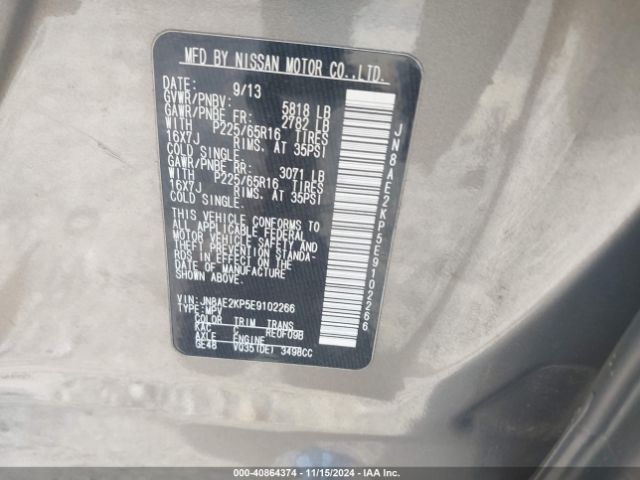 MFD BY NISSAN MOTOR CO.,LTD.
DATE: 9/13
GVWR/PNBV: 5818 LB
GAWR/PNBE FR: 2782 LB
WITH P225/65R16 TIRES
16X7J RIMS. AT 35PSI
COLD SINGLE.
GAWR/PNBE RR: 3071 LB
WITH P225/65R16 TIRES
16X7J RIMS. AT 35PSI
COLD SINGLE.
THIS VEHICLE CONFORMS TO
ALL APPLICABLE FEDERAL
MOTOR VEHICLE SAFETY AND
THEFT PREVENTION STANDA-
RDS IN EFFECT ON THE
DATE OF MANUFACTURE
SHOWN ABOVE.
VIN:JN8AE2KP5E9102266
TYPE:MPV
COLOR TRIM TRANS
KAC C RE0F09B
AXLE ENGINE
GE48 VQ35(DE) 3498CC
JN8AE2KP5E9102266
000-40864374 - 11/15/2024 - IAA Inc.